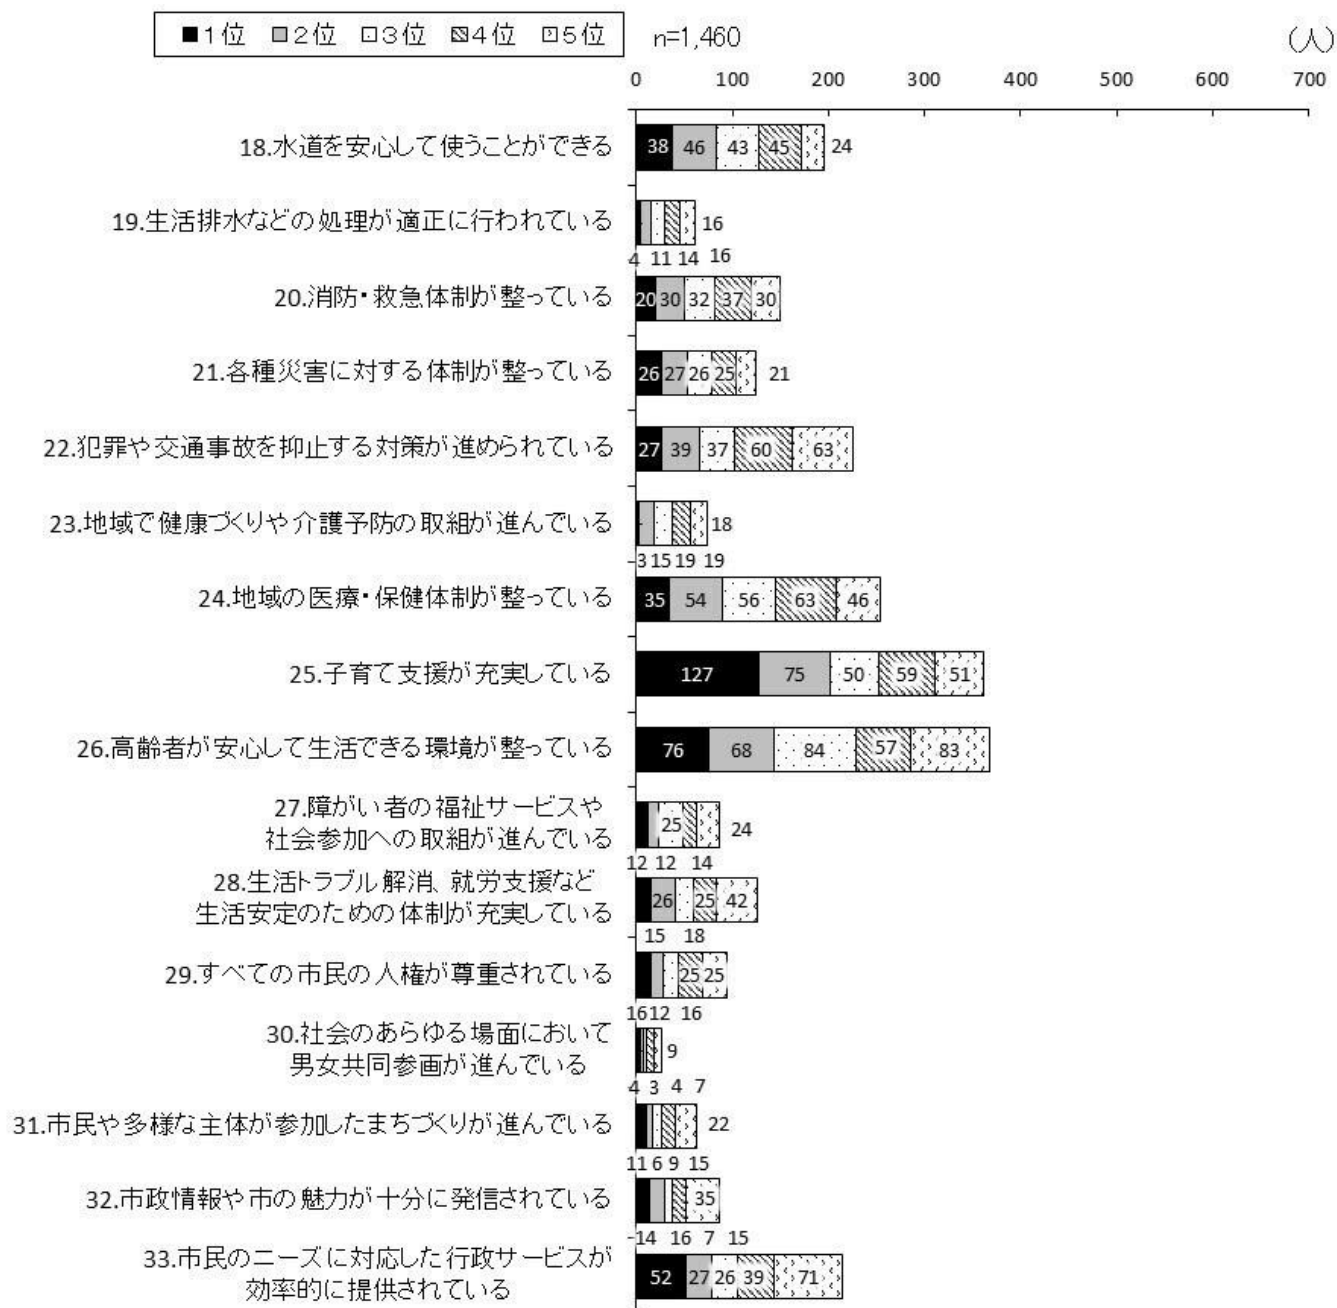 ■1位 ■2位 □3位 ▨4位 □5位 n=1,460 (人)
0 100 200 300 400 500 600 700
18.水道を安心して使うことができる 38 46 43 45 24
19.生活排水などの処理が適正に行われている 16
4 11 14 16
20.消防・救急体制が整っている 20 30 32 37 30
21.各種災害に対する体制が整っている 26 27 26 25 21
22.犯罪や交通事故を抑止する対策が進められている 27 39 37 60 63
23.地域で健康づくりや介護予防の取組が進んでいる 18
3 15 19 19
24.地域の医療・保健体制が整っている 35 54 56 63 46
25.子育て支援が充実している 127 75 50 59 51
26.高齢者が安心して生活できる環境が整っている 76 68 84 57 83
27.障がい者の福祉サービスや
社会参加への取組が進んでいる 25 24
12 12 14
28.生活トラブル解消、就労支援など
生活安定のための体制が充実している 26 25 42
15 18
29.すべての市民の人権が尊重されている 25 25
16 12 16
30.社会のあらゆる場面において
男女共同参画が進んでいる 9
4 3 4 7
31.市民や多様な主体が参加したまちづくりが進んでいる 22
11 6 9 15
32.市政情報や市の魅力が十分に発信されている 35
14 16 7 15
33.市民のニーズに対応した行政サービスが
効率的に提供されている 52 27 26 39 71